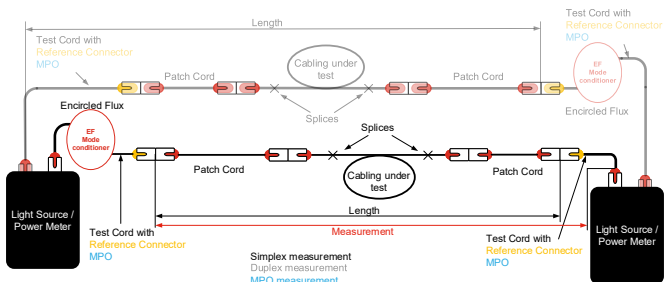 Length
Test Cord with
Reference Connector
MPO
Test Cord with
Reference Connector
MPO
Cabling under
test
EF
Mode
conditioner
Patch Cord
Patch Cord
Encircled Flux
Splices
Encircled Flux
EF
Mode
conditioner
Splices
Patch Cord
Cabling under
test
Patch Cord
Light Source /
Power Meter
Length
Measurement
Test Cord with
Reference Connector
MPO
Test Cord with
Reference Connector
MPO
Light Source /
Power Meter
Simplex measurement
Duplex measurement
MPO measurement